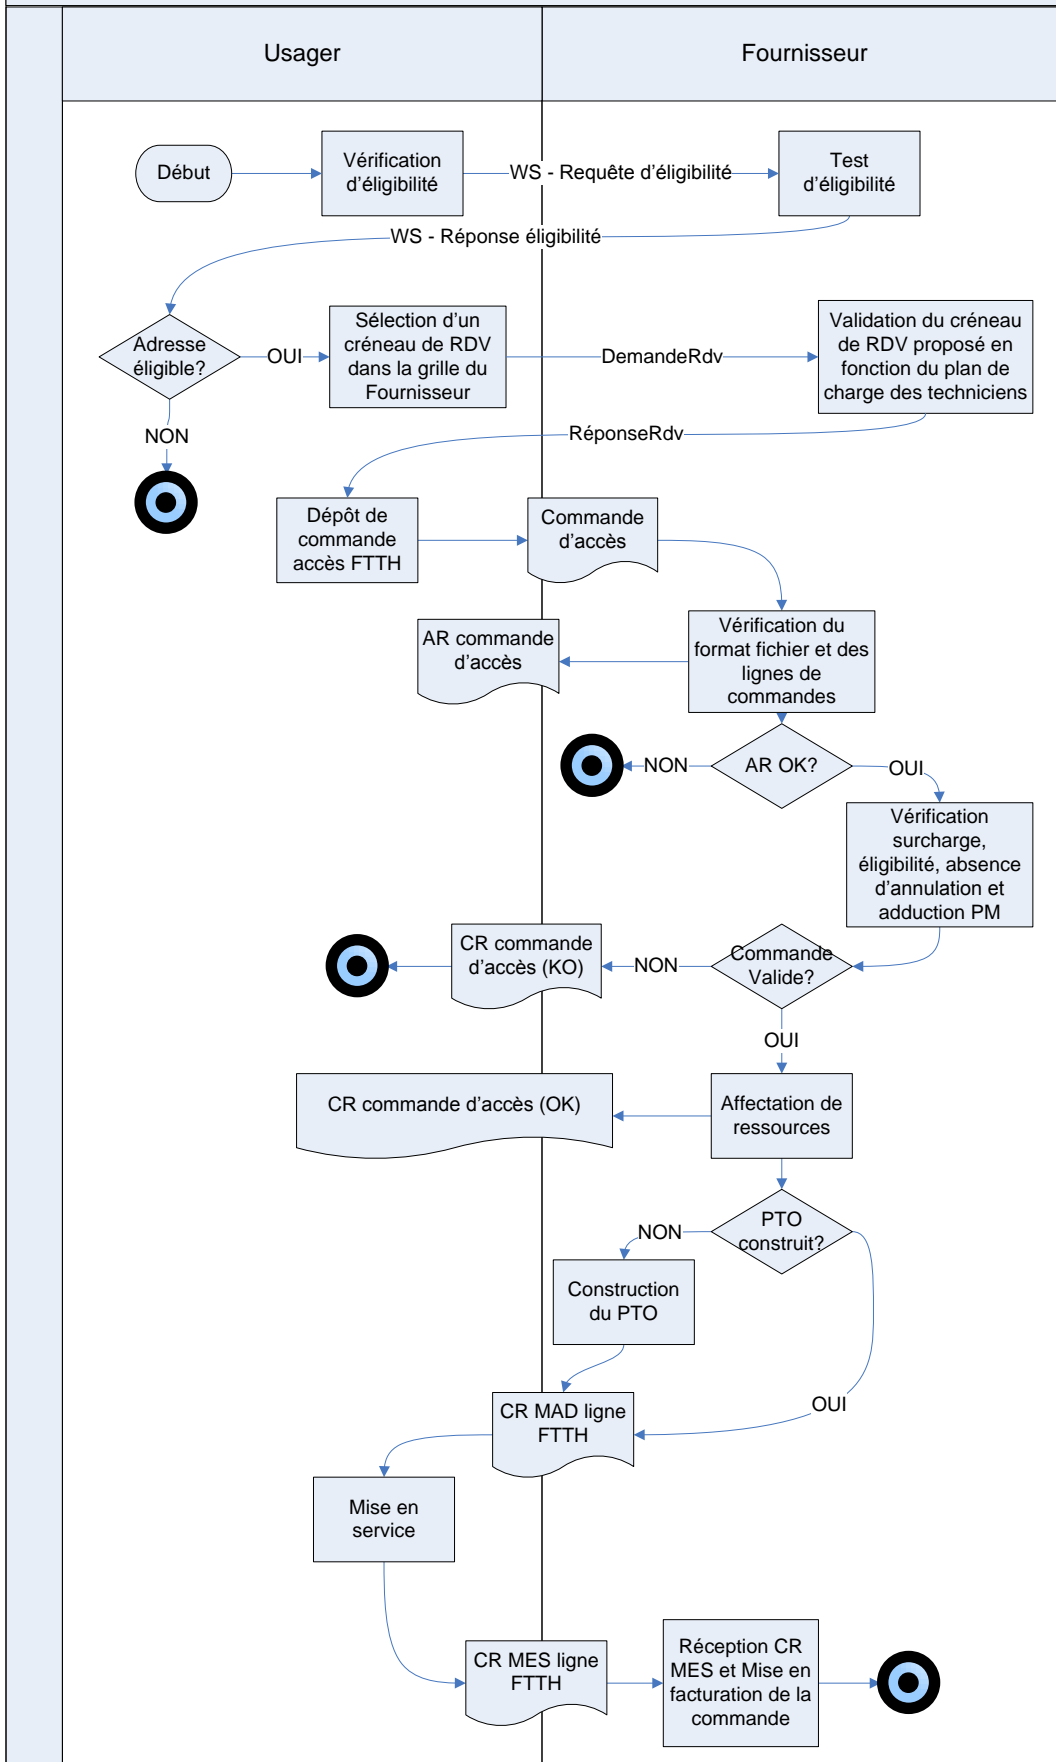 Usager
Fournisseur
Début
Vérification
d'éligibilité
WS - Requête d'éligibilité
Test
d'éligibilité
WS - Réponse éligibilité
Adresse
éligible?
OUI
Sélection d'un
créneau de RDV
dans la grille du
Fournisseur
DemandeRdv
Validation du créneau
de RDV proposé en
fonction du plan de
charge des techniciens
NON
RéponseRdv
Dépôt de
commande
accès FTTH
Commande
d'accès
Vérification du
format fichier et des
lignes de
commandes
AR commande
d'accès
AR OK?
NON
OUI
Vérification
surcharge,
éligibilité, absence
d'annulation et
adduction PM
Commande
Valide?
NON
CR commande
d'accès (KO)
OUI
Affectation de
ressources
CR commande d'accès (OK)
PTO
construit?
NON
Construction
du PTO
OUI
CR MAD ligne
FTTH
Mise en
service
CR MES ligne
FTTH
Réception CR
MES et Mise en
facturation de la
commande